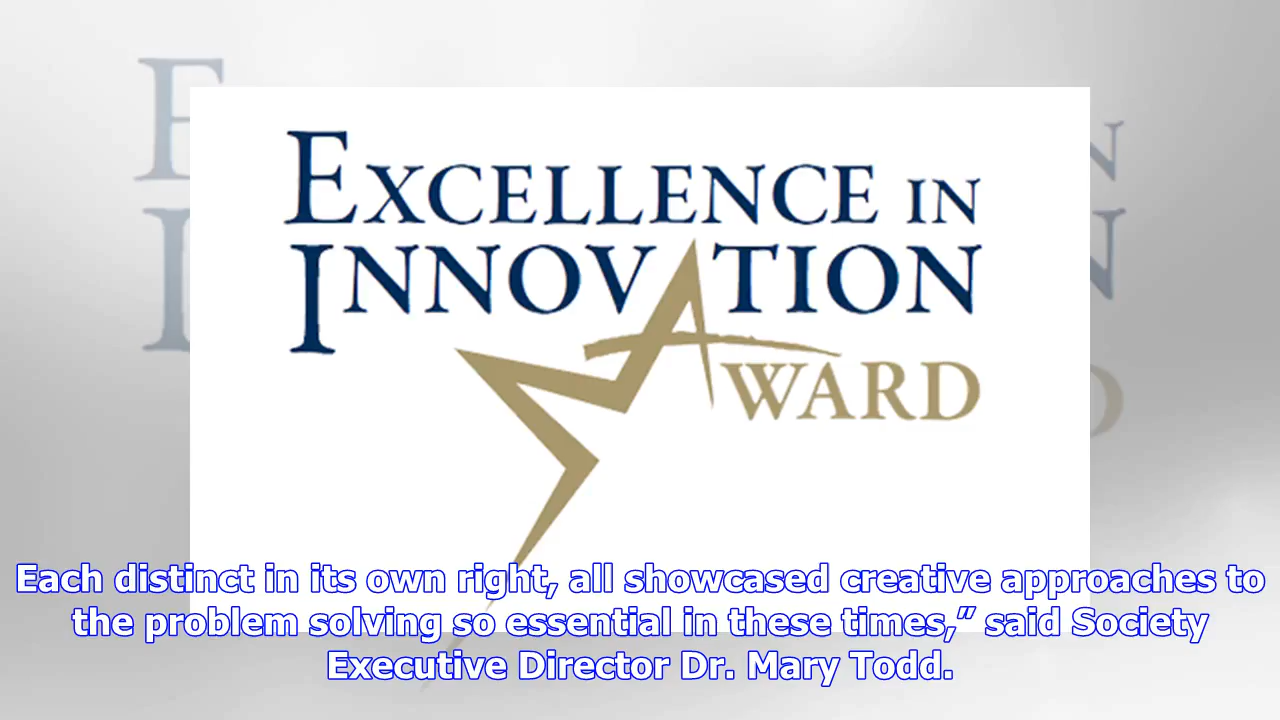 EXCELLENCE IN
INNOVATION
AWARD
Each distinct in its own right, all showcased creative approaches to
the problem solving so essential in these times,” said Society
Executive Director Dr. Mary Todd.